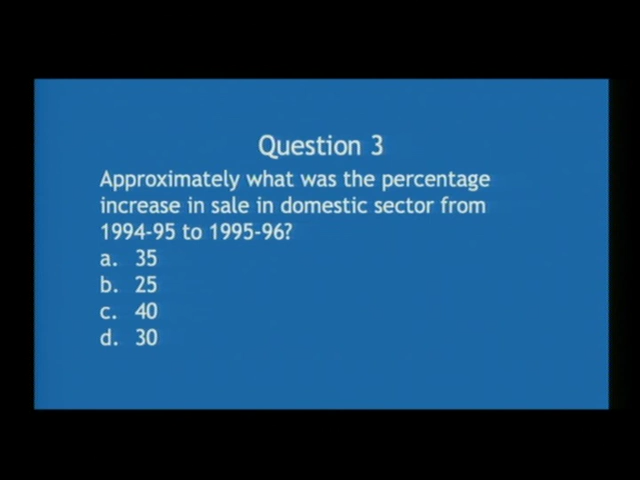 Question 3
Approximately what was the percentage
increase in sale in domestic sector from
1994-95 to 1995-96?
a. 35
b. 25
c. 40
d. 30